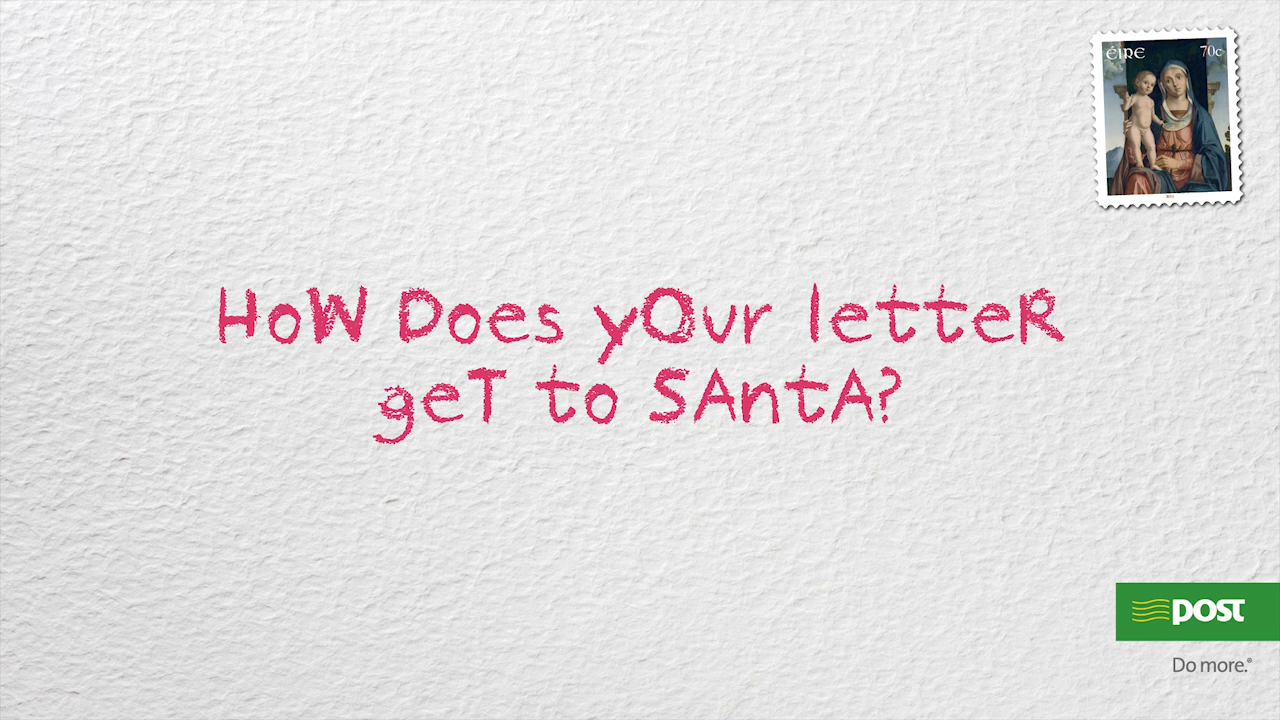 ÉIRE 70c
HoW Does yOur letteR
geT to SAntA?
post
Do more.®